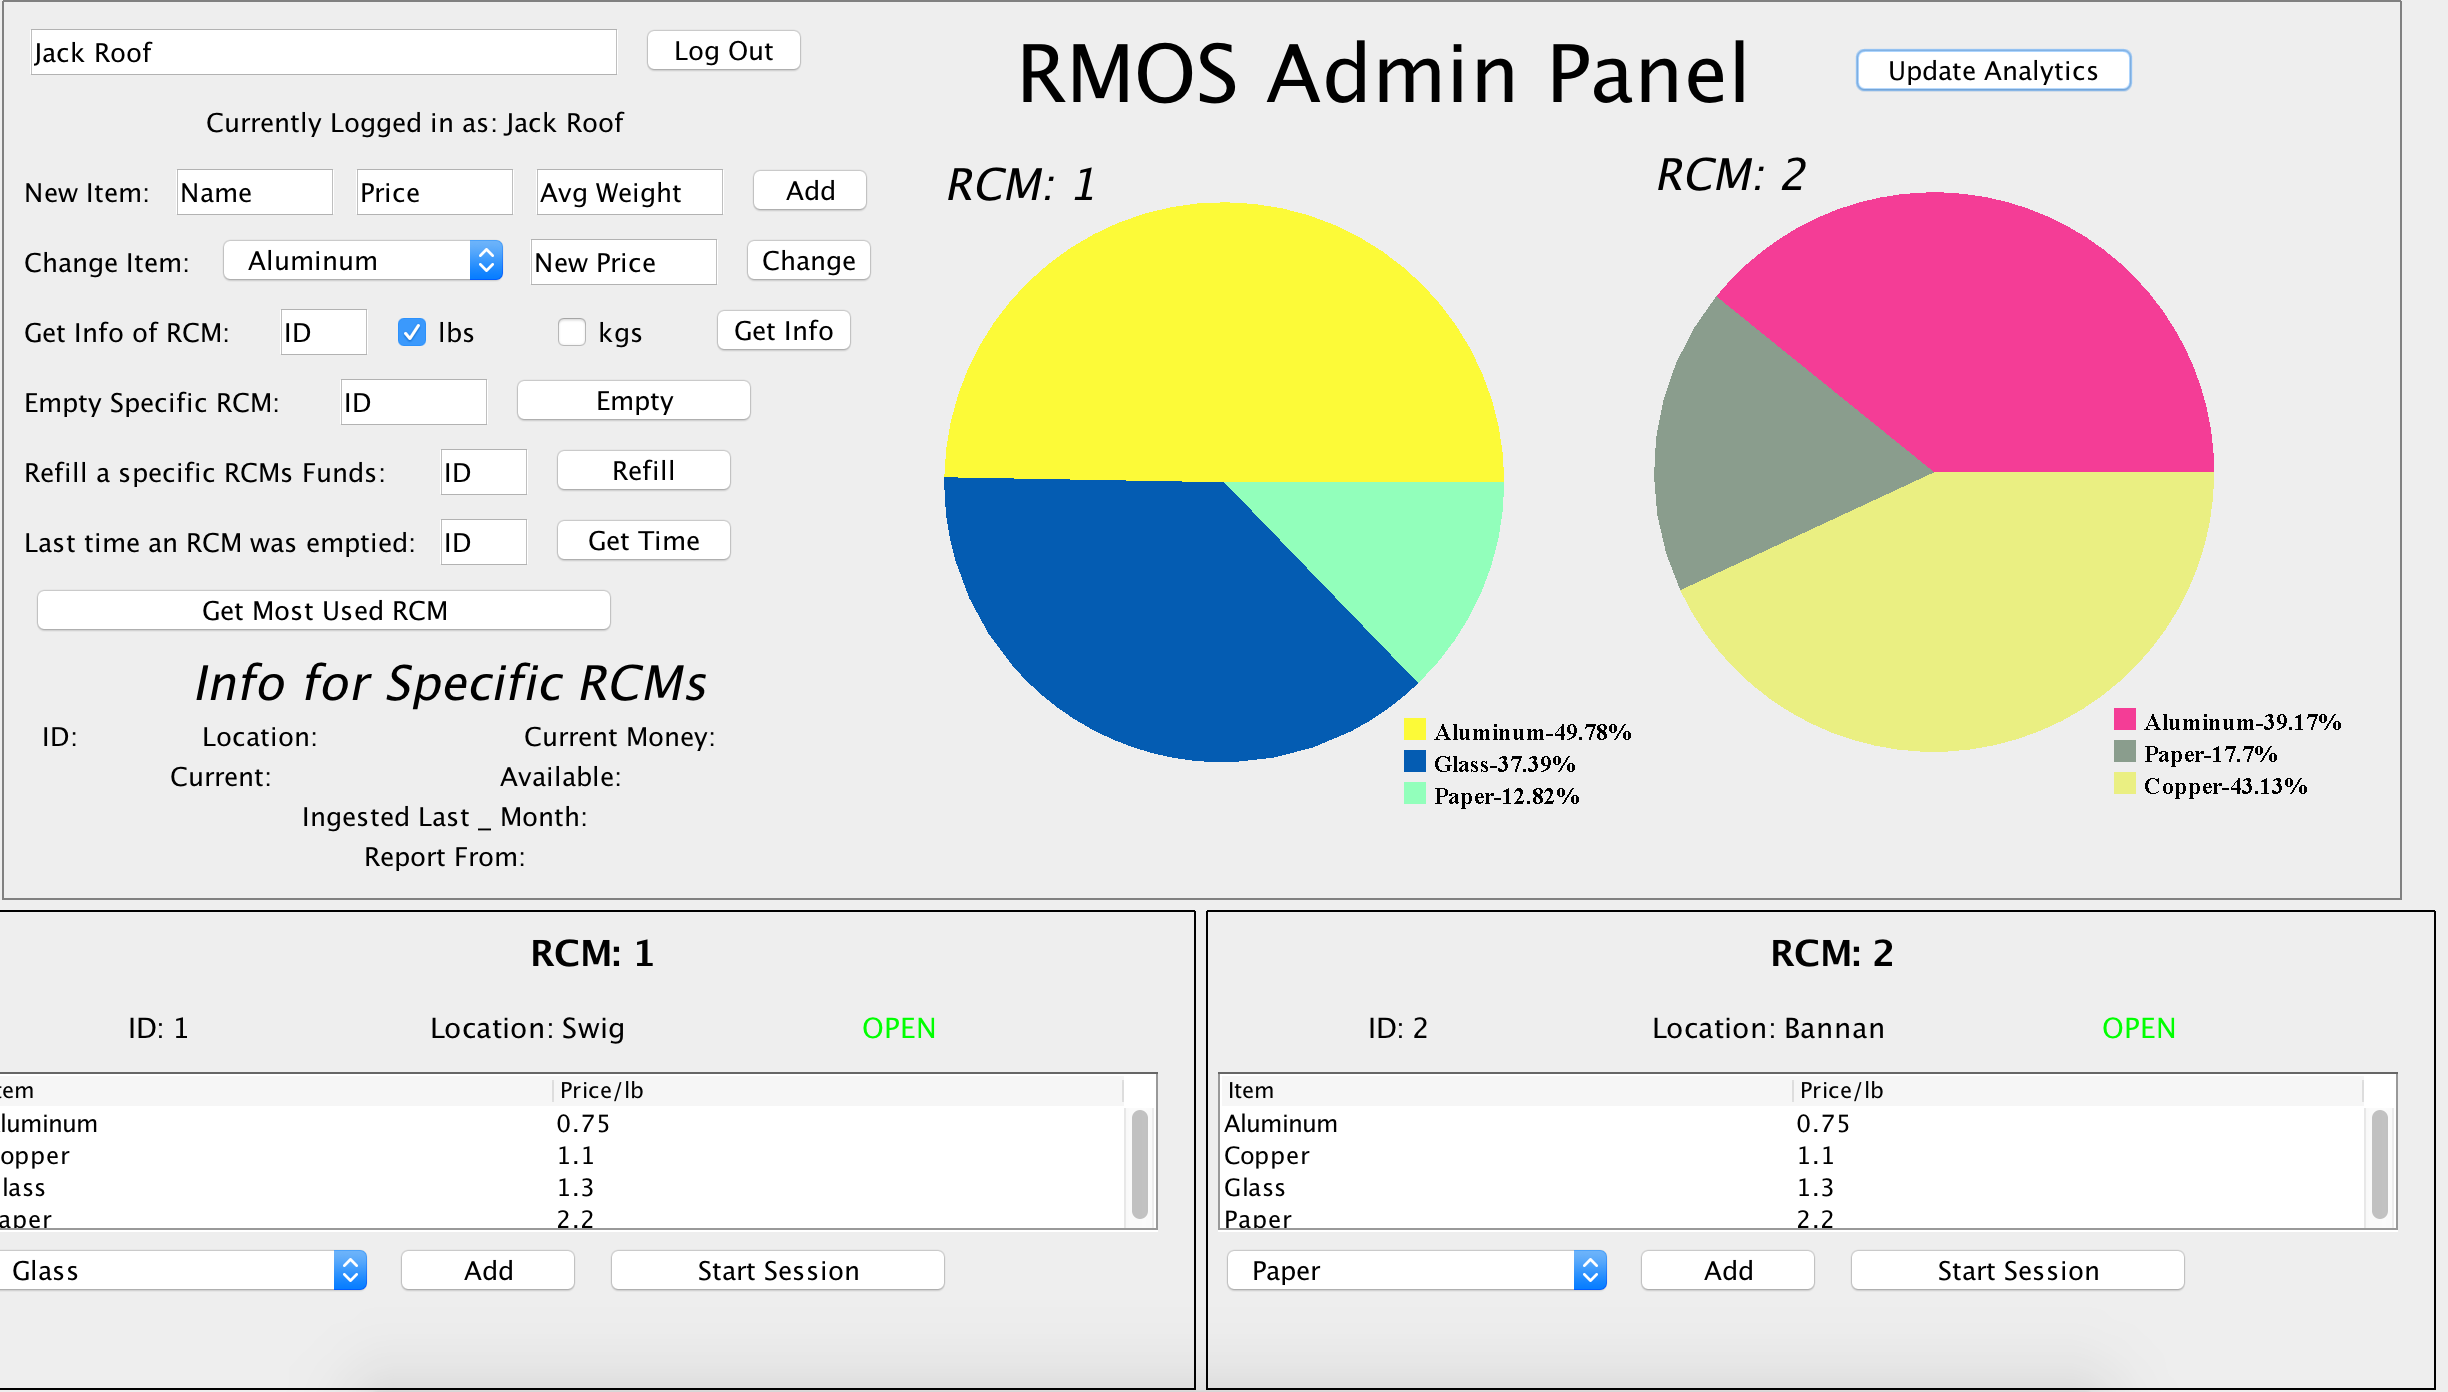 Jack Roof Log Out
RMOS Admin Panel
Update Analytics
Currently Logged in as: Jack Roof
New Item: Name Price Avg Weight Add
Change Item: Aluminum New Price Change
Get Info of RCM: ID lbs kgs Get Info
Empty Specific RCM: ID Empty
Refill a specific RCMs Funds: ID Refill
Last time an RCM was emptied: ID Get Time
Get Most Used RCM
Info for Specific RCMs
ID: Location: Current Money:
Current: Available:
Ingested Last _ Month:
Report From:
RCM: 1
Aluminum-49.78%
Glass-37.39%
Paper-12.82%
RCM: 2
Aluminum-39.17%
Paper-17.7%
Copper-43.13%
RCM: 1
ID: 1 Location: Swig OPEN
tem Price/lb
luminum 0.75
opper 1.1
lass 1.3
aper 2.2
Glass Add Start Session
RCM: 2
ID: 2 Location: Bannan OPEN
Item Price/lb
Aluminum 0.75
Copper 1.1
Glass 1.3
Paper 2.2
Paper Add Start Session